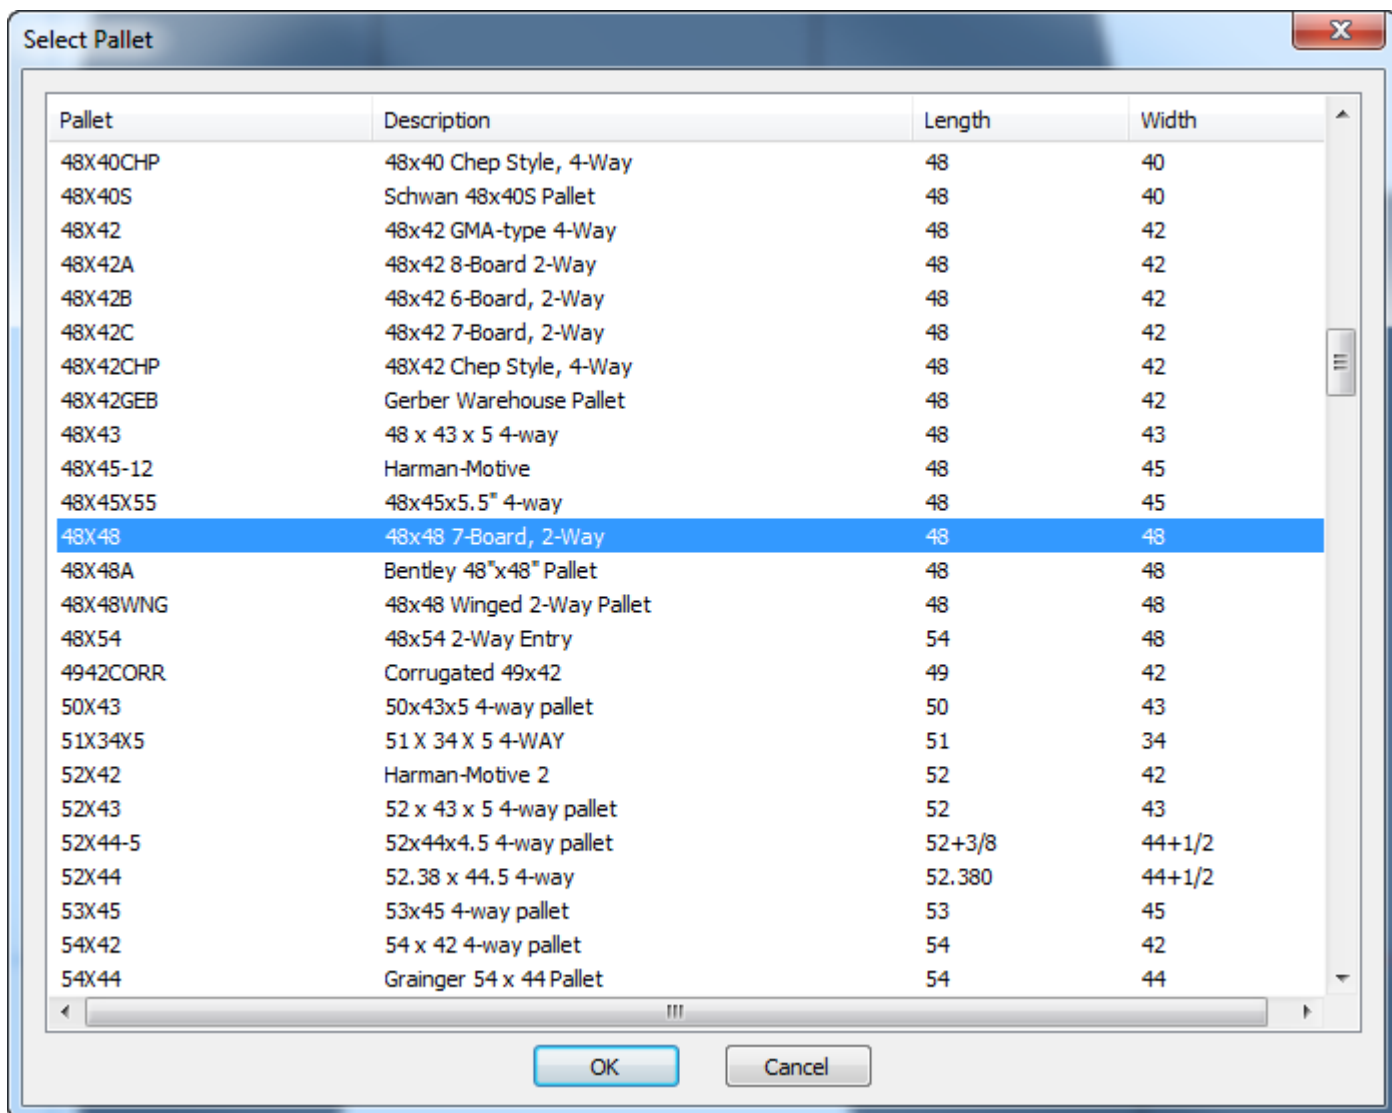 Select Pallet
Pallet Description Length Width
48X40CHP 48x40 Chep Style, 4-Way 48 40
48X40S Schwan 48x40S Pallet 48 40
48X42 48x42 GMA-type 4-Way 48 42
48X42A 48x42 8-Board 2-Way 48 42
48X42B 48x42 6-Board, 2-Way 48 42
48X42C 48x42 7-Board, 2-Way 48 42
48X42CHP 48X42 Chep Style, 4-Way 48 42
48X42GEB Gerber Warehouse Pallet 48 42
48X43 48 x 43 x 5 4-way 48 43
48X45-12 Harman-Motive 48 45
48X45X55 48x45x5.5" 4-way 48 45
48X48 48x48 7-Board, 2-Way 48 48
48X48A Bentley 48"x48" Pallet 48 48
48X48WNG 48x48 Winged 2-Way Pallet 48 48
48X54 48x54 2-Way Entry 54 48
4942CORR Corrugated 49x42 49 42
50X43 50x43x5 4-way pallet 50 43
51X34X5 51 X 34 X 5 4-WAY 51 34
52X42 Harman-Motive 2 52 42
52X43 52 x 43 x 5 4-way pallet 52 43
52X44-5 52x44x4.5 4-way pallet 52+3/8 44+1/2
52X44 52.38 x 44.5 4-way 52.380 44+1/2
53X45 53x45 4-way pallet 53 45
54X42 54 x 42 4-way pallet 54 42
54X44 Grainger 54 x 44 Pallet 54 44
OK Cancel